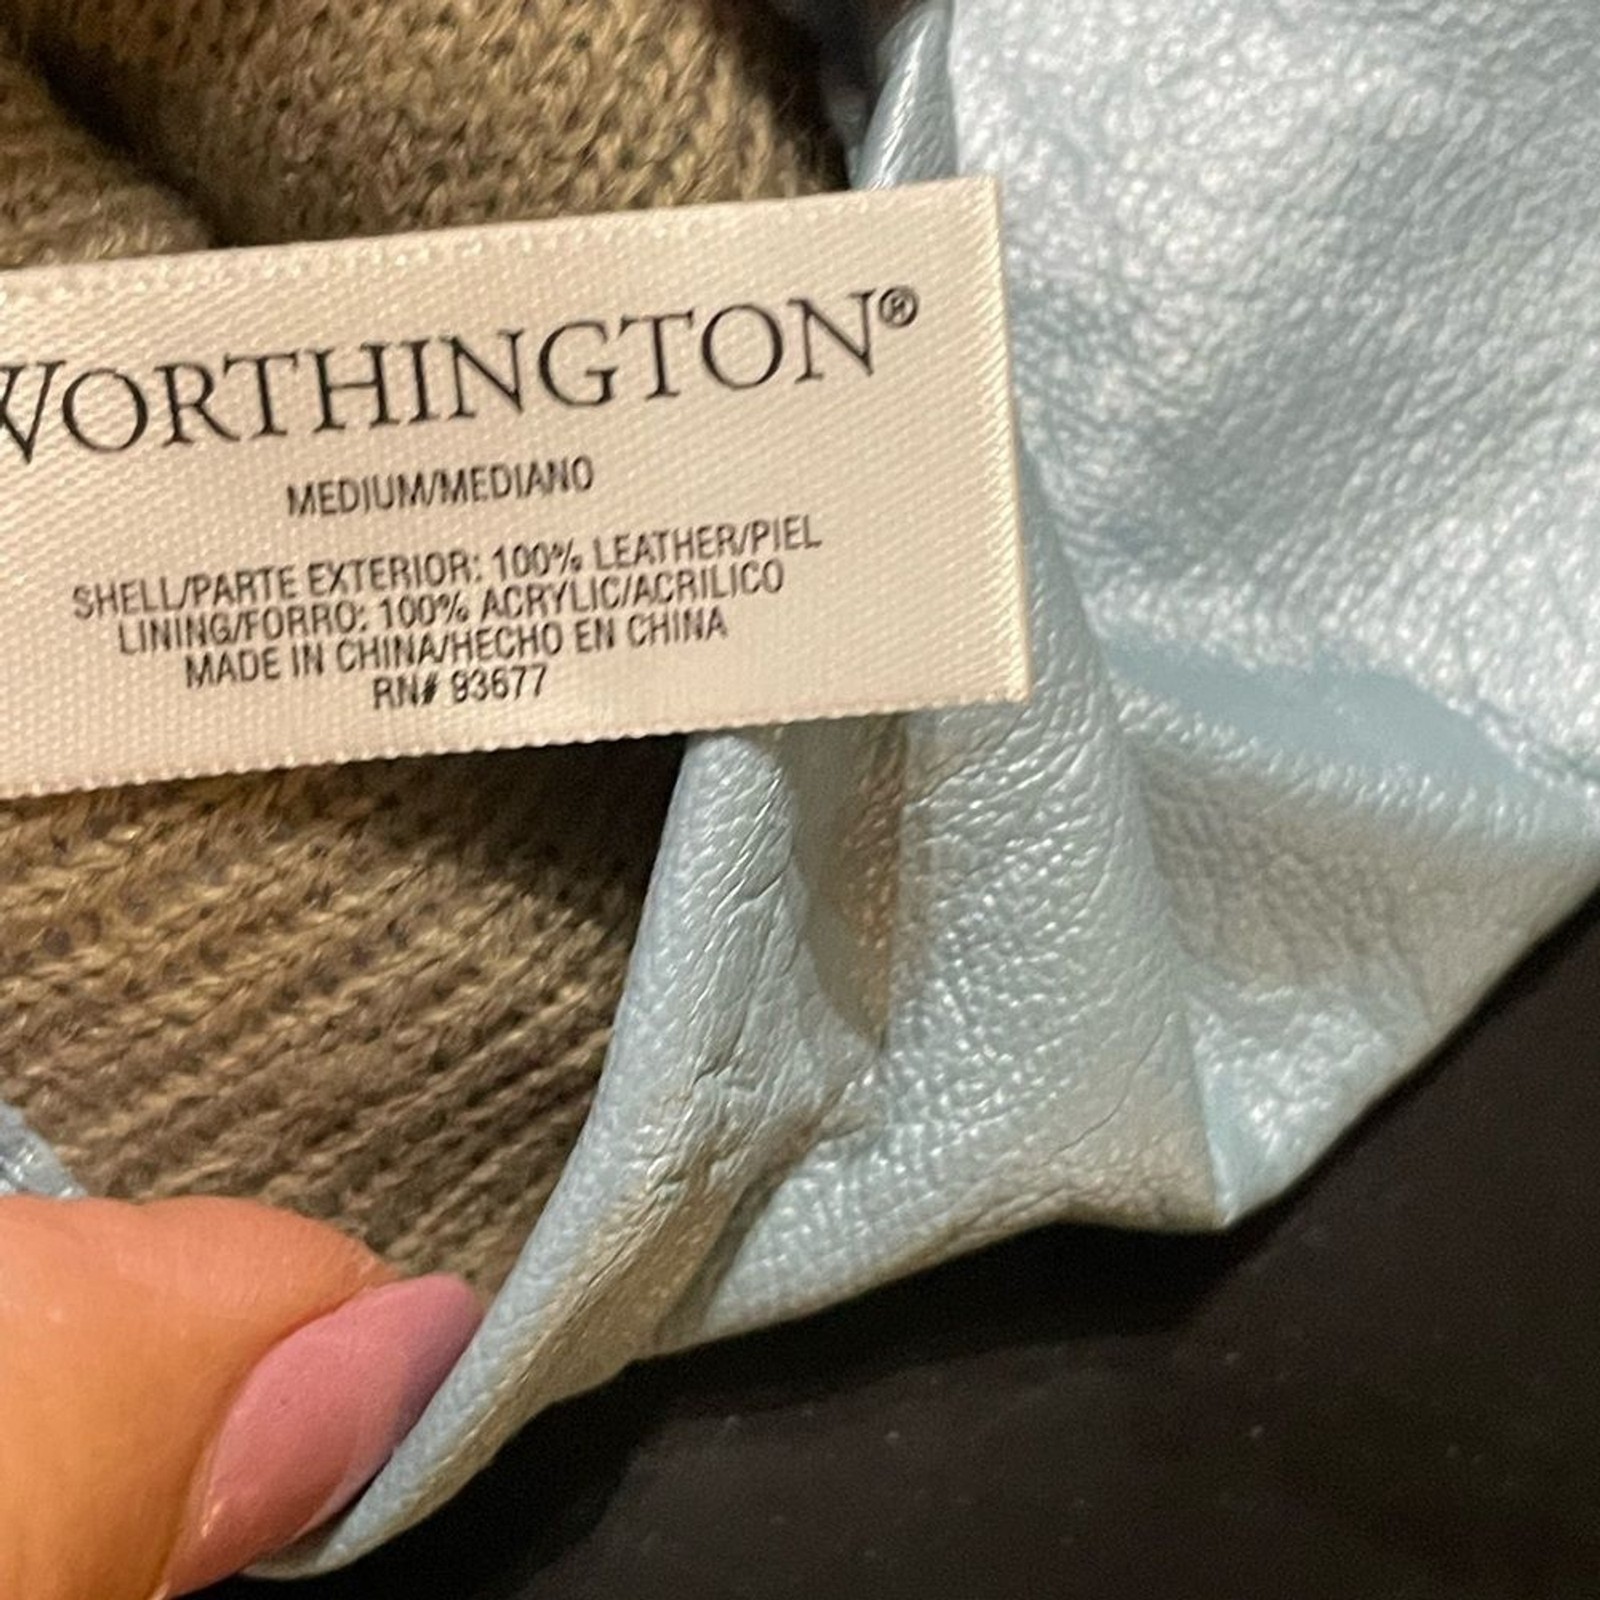 WORTHINGTON®
MEDIUM/MEDIANO
SHELL/PARTE EXTERIOR: 100% LEATHER/PIEL
LINING/FORRO: 100% ACRYLIC/ACRILICO
MADE IN CHINA/HECHO EN CHINA
RN# 93677